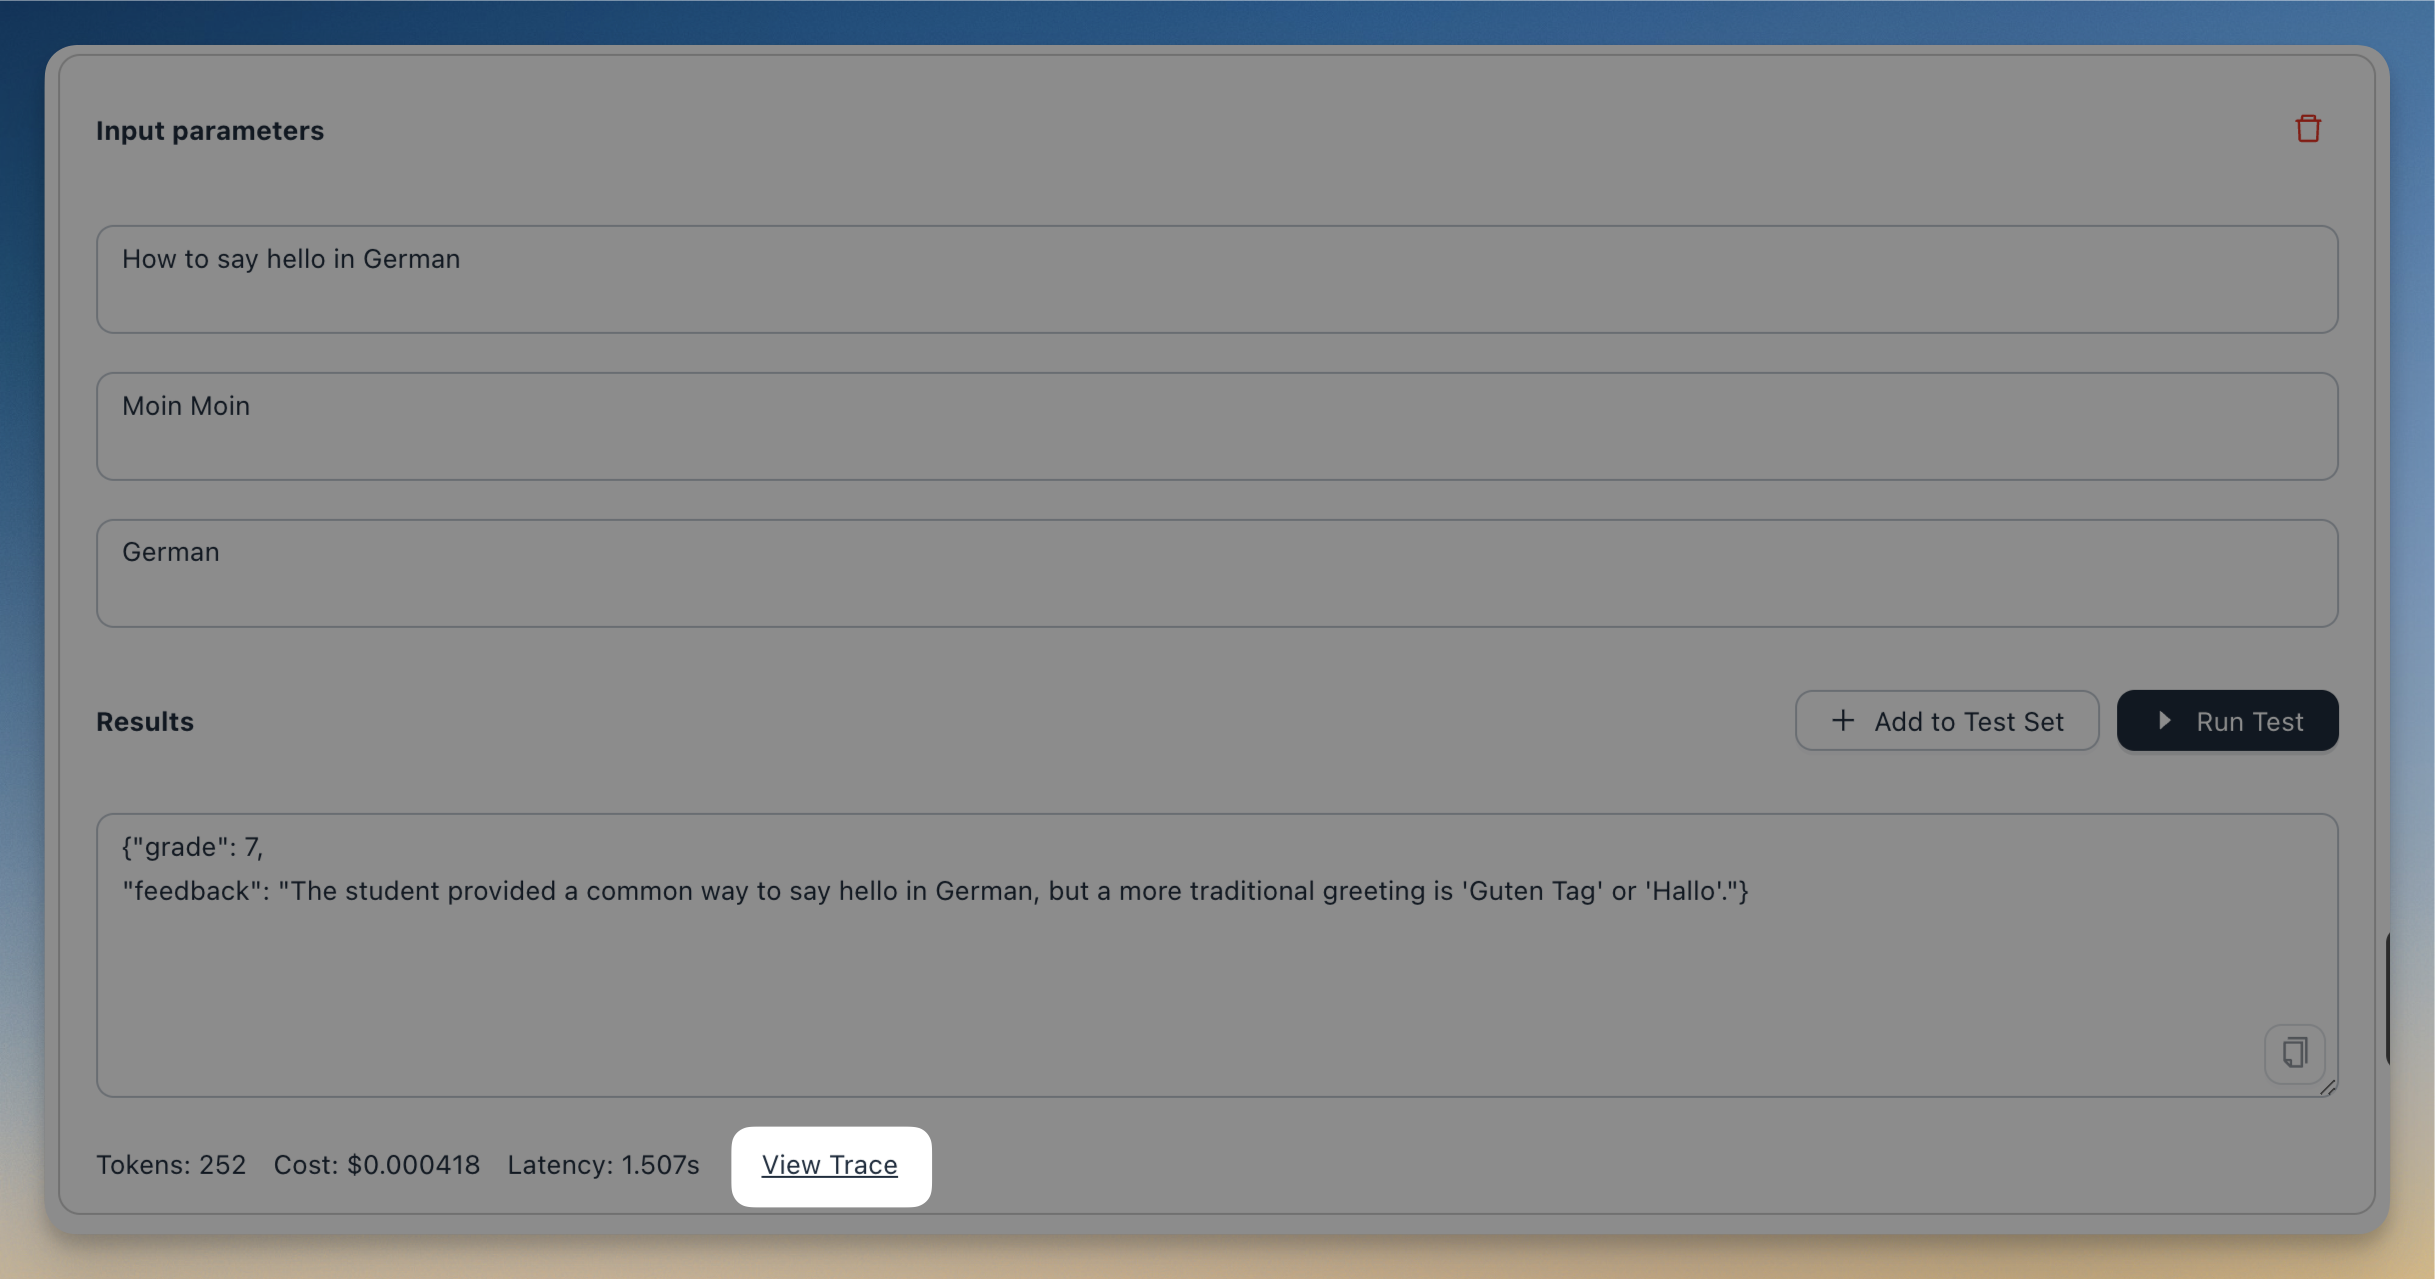 Input parameters
How to say hello in German
Moin Moin
German
Results
Add to Test Set
Run Test
{"grade": 7,
"feedback": "The student provided a common way to say hello in German, but a more traditional greeting is 'Guten Tag' or 'Hallo'."}
Tokens: 252 Cost: $0.000418 Latency: 1.507s View Trace